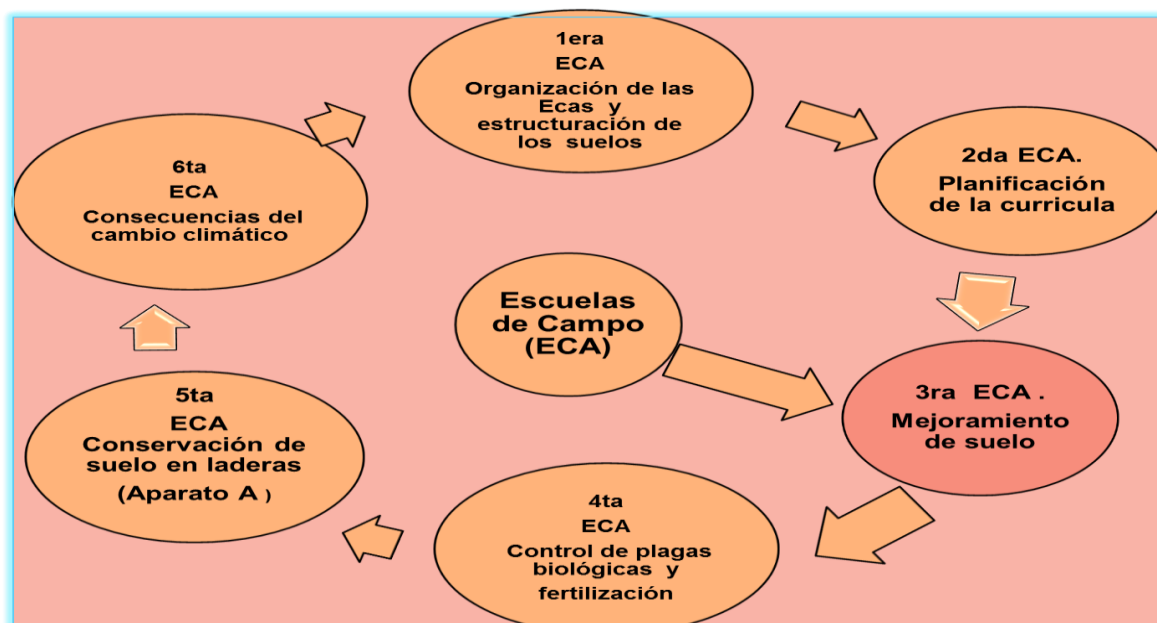 1era
ECA
Organización de las
Ecas y
estructuración de
los suelos
2da ECA.
Planificación
de la curricula
3ra ECA .
Mejoramiento
de suelo
4ta
ECA
Control de plagas
biológicas y
fertilización
5ta
ECA
Conservación de
suelo en laderas
(Aparato A )
6ta
ECA
Consecuencias del
cambio climático
Escuelas
de Campo
(ECA)